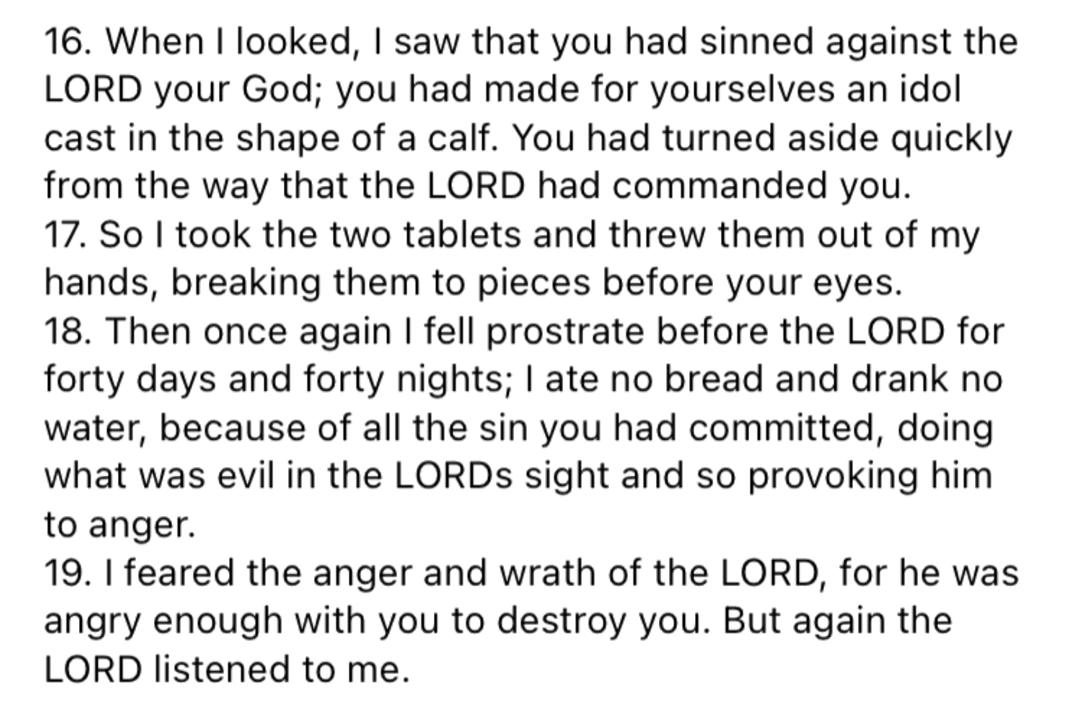 16. When I looked, I saw that you had sinned against the
LORD your God; you had made for yourselves an idol
cast in the shape of a calf. You had turned aside quickly
from the way that the LORD had commanded you.
17. So I took the two tablets and threw them out of my
hands, breaking them to pieces before your eyes.
18. Then once again I fell prostrate before the LORD for
forty days and forty nights; I ate no bread and drank no
water, because of all the sin you had committed, doing
what was evil in the LORDs sight and so provoking him
to anger.
19. I feared the anger and wrath of the LORD, for he was
angry enough with you to destroy you. But again the
LORD listened to me.